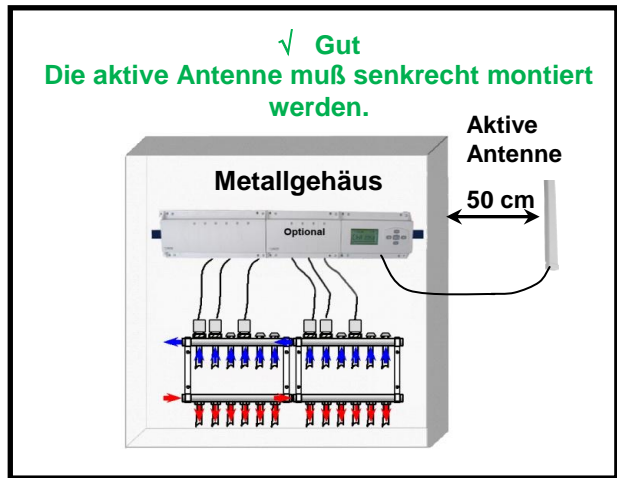 √ Gut
Die aktive Antenne muß senkrecht montiert
werden.
Aktive
Antenne
Metallgehäus
50 cm
Optional